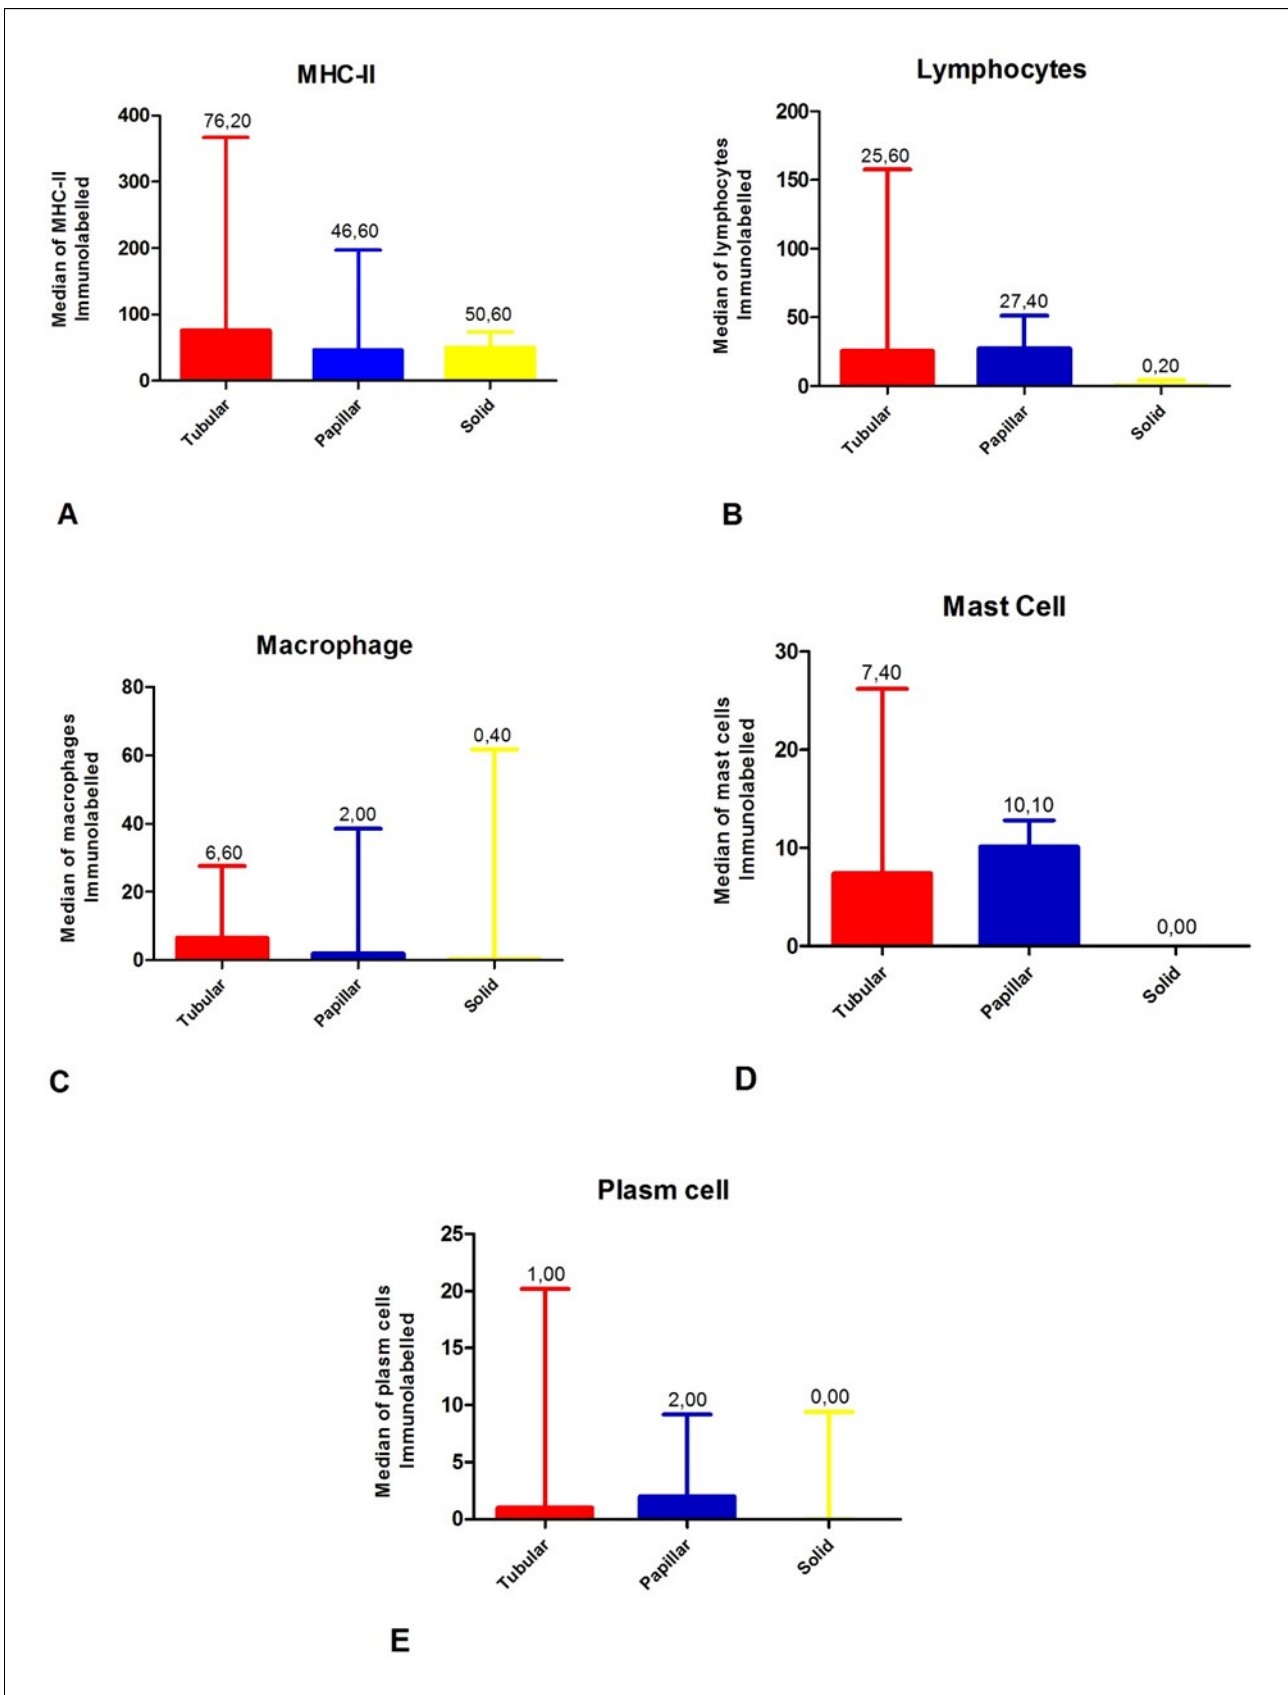 MHC-II
Median of MHC-II
Immunolabelled
400
300
200
100
0
76,20
46,60
50,60
Tubular
Papillar
Solid
A
Lymphocytes
Median of lymphocytes
Immunolabelled
200
150
100
50
0
25,60
27,40
0,20
Tubular
Papillar
Solid
B
Macrophage
Median of macrophages
Immunolabelled
80
60
40
20
0
6,60
2,00
0,40
Tubular
Papillar
Solid
C
Mast Cell
Median of mast cells
Immunolabelled
30
20
10
0
7,40
10,10
0,00
Tubular
Papillar
Solid
D
Plasm cell
Median of plasm cells
Immunolabelled
25
20
15
10
5
0
1,00
2,00
0,00
Tubular
Papillar
Solid
E